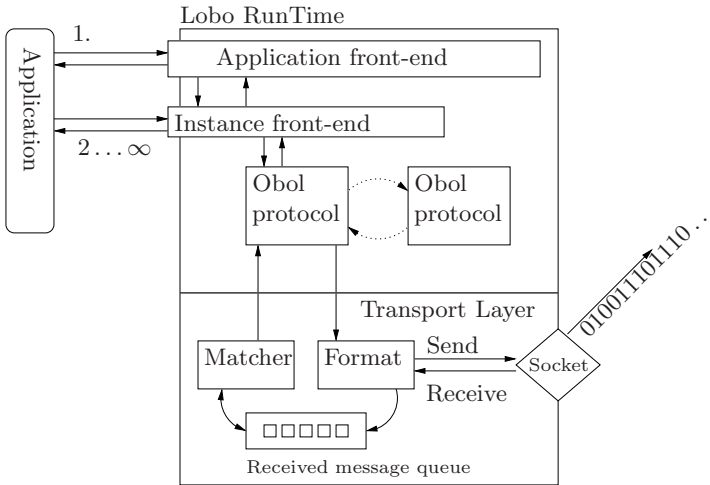 Lobo RunTime
1.
Application
Application front-end
Instance front-end
2...∞
Obol
protocol
Obol
protocol
010011101110..
Transport Layer
Matcher
Format
Send
Socket
Receive
Received message queue